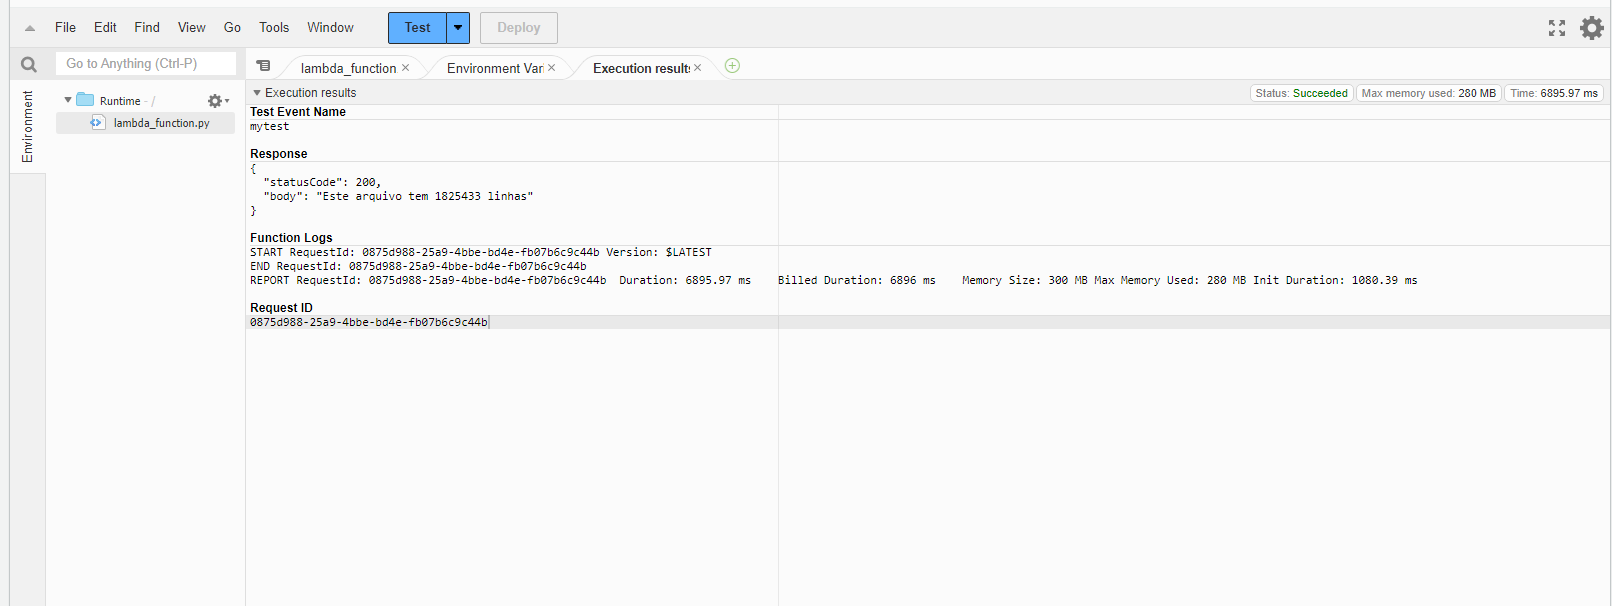 File Edit Find View Go Tools Window Test Deploy
Go to Anything (Ctrl-P)
lambda_function × Environment Vari × Execution results ×
Environment
Runtime - /
lambda_function.py
Execution results
Status: Succeeded Max memory used: 280 MB Time: 6895.97 ms
Test Event Name
mytest
Response
{
"statusCode": 200,
"body": "Este arquivo tem 1825433 linhas"
}
Function Logs
START RequestId: 0875d988-25a9-4bbe-bd4e-fb07b6c9c44b Version: $LATEST
END RequestId: 0875d988-25a9-4bbe-bd4e-fb07b6c9c44b
REPORT RequestId: 0875d988-25a9-4bbe-bd4e-fb07b6c9c44b Duration: 6895.97 ms Billed Duration: 6896 ms Memory Size: 300 MB Max Memory Used: 280 MB Init Duration: 1080.39 ms
Request ID
0875d988-25a9-4bbe-bd4e-fb07b6c9c44b